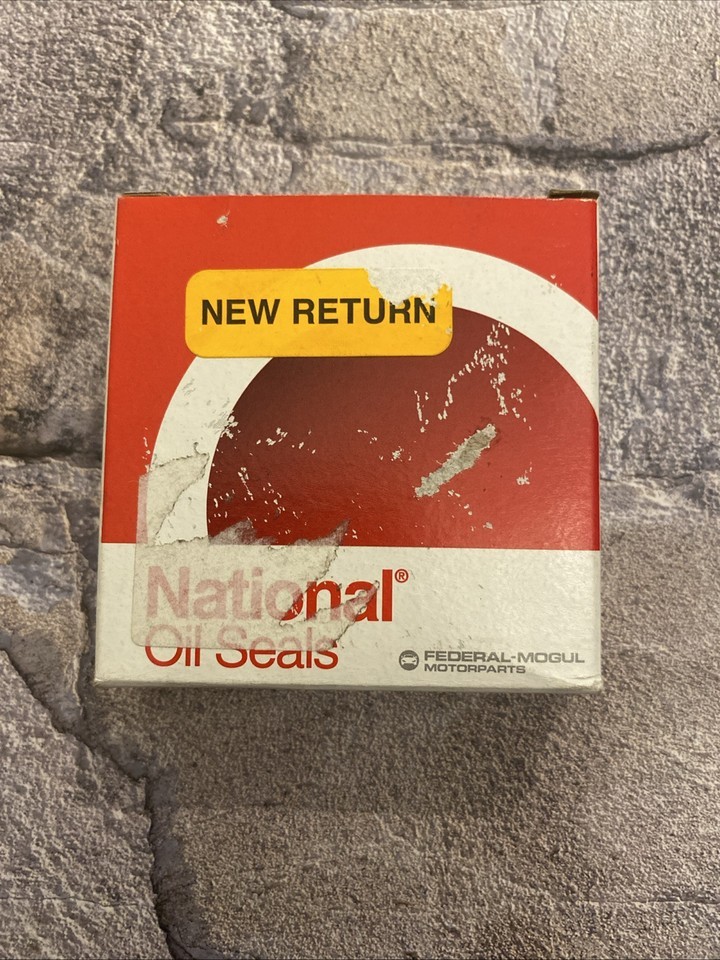 NEW RETURN
National®
Oil Seals
FEDERAL-MOGUL
MOTORPARTS